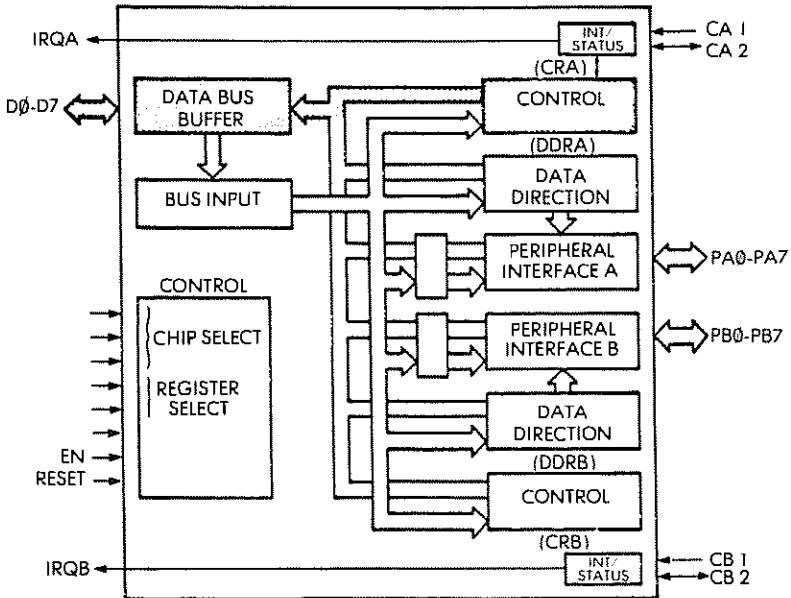 IRQA
INT/
STATUS
CA 1
CA 2
(CRA)
DØ-D7
DATA BUS
BUFFER
CONTROL
(DDRA)
BUS INPUT
DATA
DIRECTION
PERIPHERAL
INTERFACE A
PAØ-PA7
CONTROL
CHIP SELECT
PERIPHERAL
INTERFACE B
PBØ-PB7
REGISTER
SELECT
DATA
DIRECTION
EN
RESET
(DDRB)
CONTROL
(CRB)
IRQB
INT/
STATUS
CB 1
CB 2